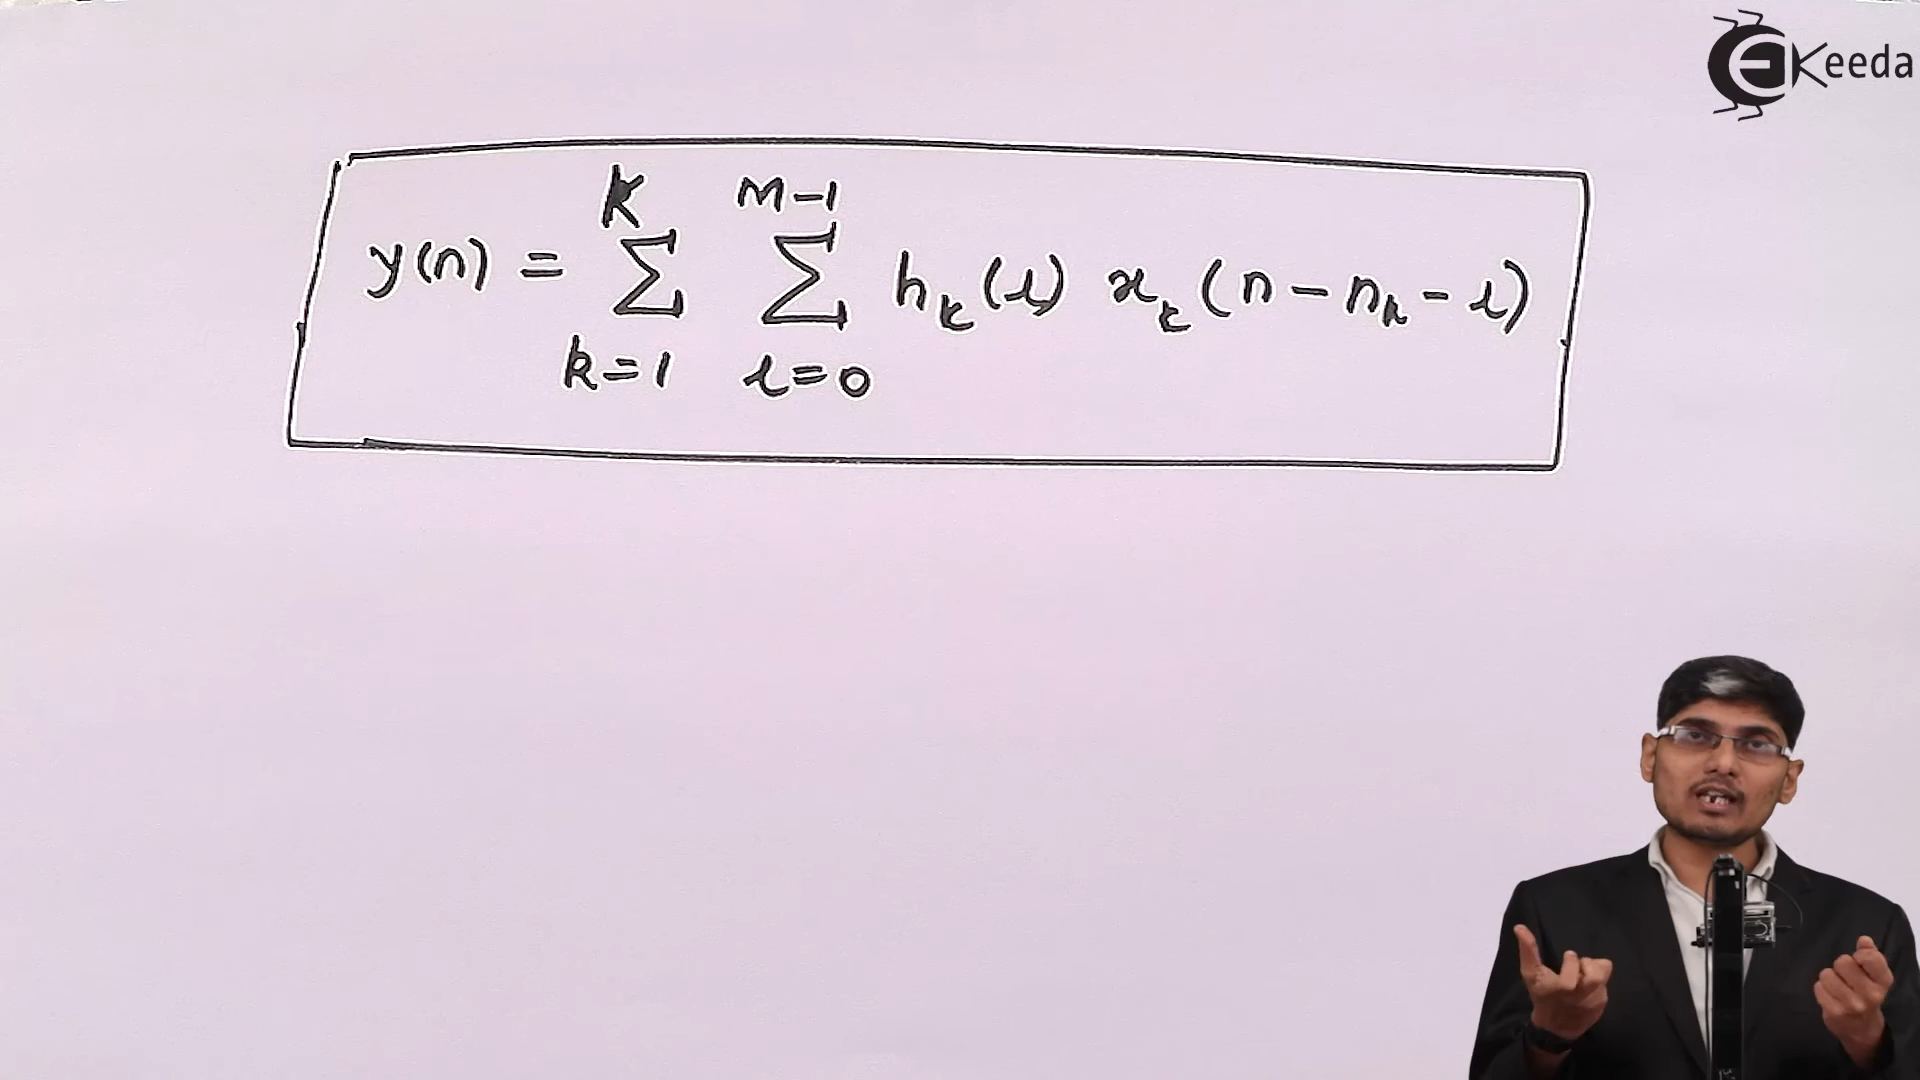 EKeeda
K M-1
y(n) = Σ Σ h_k(l) x_k(n - n_k - l)
k=1 l=0